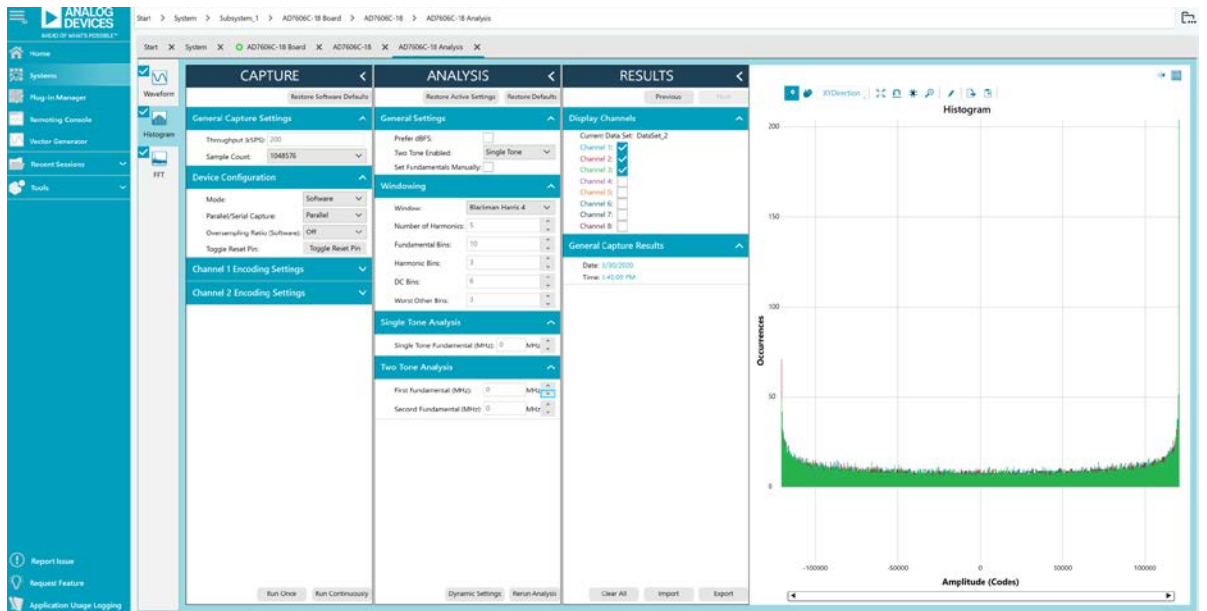 ANALOG
DEVICES
AHEAD OF WHAT'S POSSIBLE™
Home
Systems
Plug-in Manager
Remoting Console
Vector Generator
Recent Sessions
Tools
Report Issue
Request Feature
Application Usage Logging
Start > System > Subsystem_1 > AD7606C-18 Board > AD7606C-18 > AD7606C-18 Analysis
Start X System X AD7606C-18 Board X AD7606C-18 X AD7606C-18 Analysis X
Waveform
Histogram
FFT
CAPTURE <
Restore Software Defaults
General Capture Settings
Throughput (kSPS): 200
Sample Count: 1048576
Device Configuration
Mode: Software
Parallel/Serial Capture: Parallel
Oversampling Ratio (Software): Off
Toggle Reset Pin: Toggle Reset Pin
Channel 1 Encoding Settings
Channel 2 Encoding Settings
Run Once Run Continuously
ANALYSIS <
Restore Active Settings Restore Defaults
General Settings
Prefer dBFS:
Two Tone Enabled: Single Tone
Set Fundamentals Manually:
Windowing
Window: Blackman Harris 4
Number of Harmonics: 5
Fundamental Bins: 10
Harmonic Bins: 3
DC Bins: 6
Worst Other Bins: 3
Single Tone Analysis
Single Tone Fundamental (MHz): 0 MHz
Two Tone Analysis
First Fundamental (MHz): 0 MHz
Second Fundamental (MHz): 0 MHz
Dynamic Settings Rerun Analysis
RESULTS <
Previous Next
Display Channels
Current Data Set: DataSet_2
Channel 1:
Channel 2:
Channel 3:
Channel 4:
Channel 5:
Channel 6:
Channel 7:
Channel 8:
General Capture Results
Date: 3/30/2020
Time: 5:40:09 PM
Clear All Import Export
XYDirection
Histogram
200
150
100
50
0
Occurrences
-100000 -50000 0 50000 100000
Amplitude (Codes)